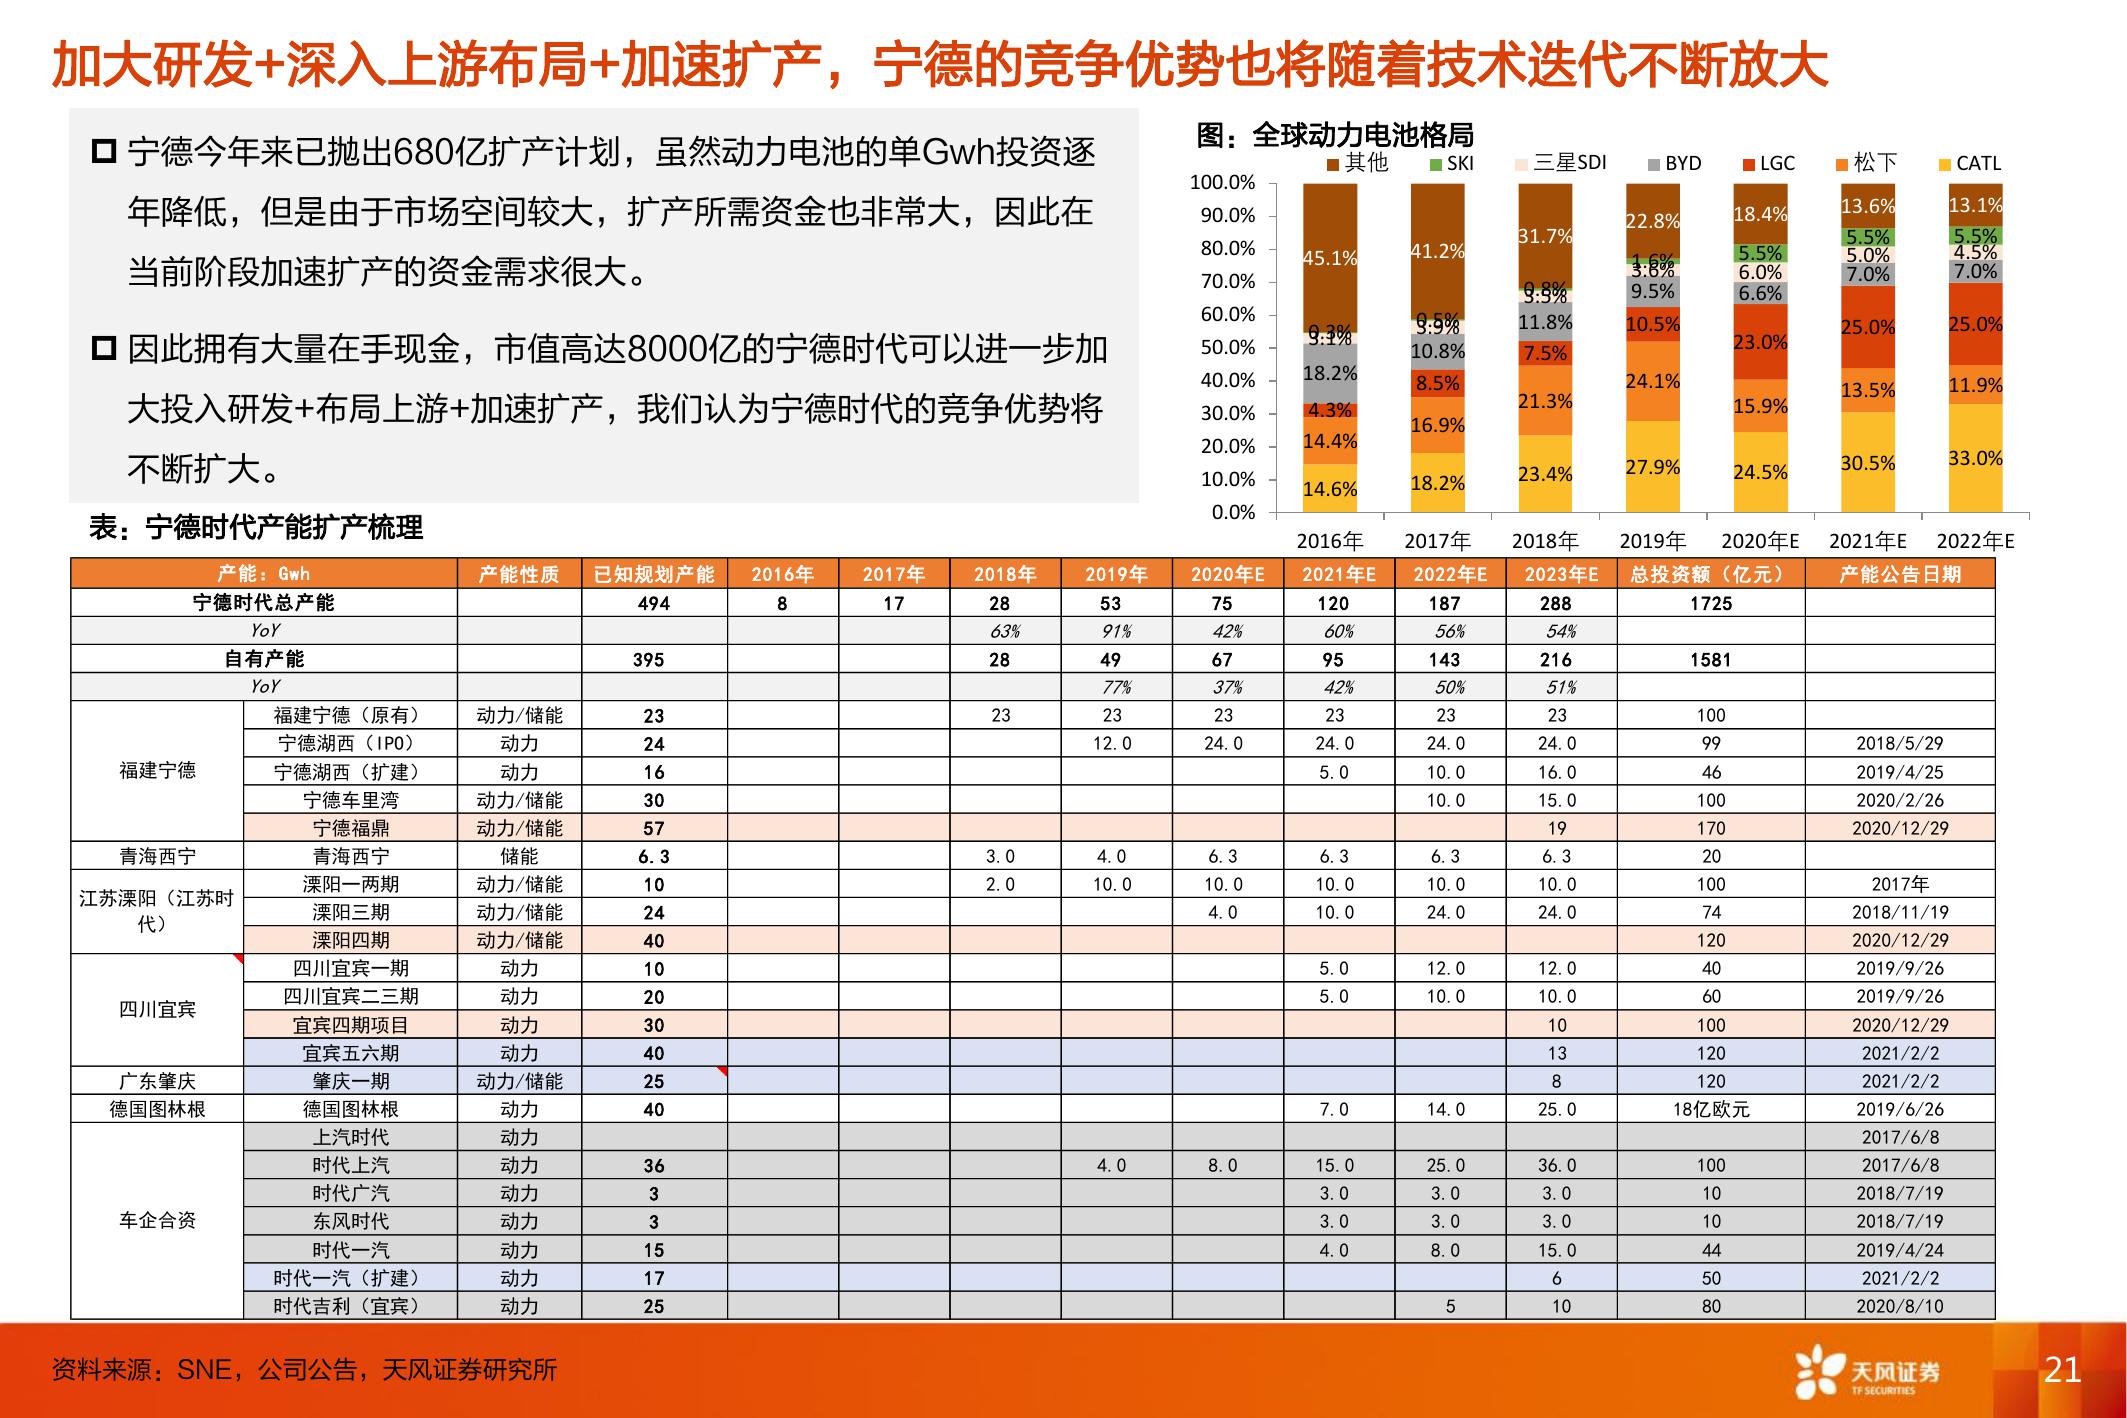 加大研发+深入上游布局+加速扩产，宁德的竞争优势也将随着技术迭代不断放大
宁德今年来已抛出680亿扩产计划，虽然动力电池的单Gwh投资逐
年降低，但是由于市场空间较大，扩产所需资金也非常大，因此在
当前阶段加速扩产的资金需求很大。
因此拥有大量在手现金，市值高达8000亿的宁德时代可以进一步加
大投入研发+布局上游+加速扩产，我们认为宁德时代的竞争优势将
不断扩大。
图：全球动力电池格局
其他 SKI 三星SDI BYD LGC 松下 CATL
100.0%
90.0%
80.0%
70.0%
60.0%
50.0%
40.0%
30.0%
20.0%
10.0%
0.0%
45.1% 0.3% 3.1% 18.2% 4.3% 14.4% 14.6%
41.2% 0.5% 3.9% 10.8% 8.5% 16.9% 18.2%
31.7% 0.8% 3.5% 11.8% 7.5% 21.3% 23.4%
22.8% 1.6% 3.6% 9.5% 10.5% 24.1% 27.9%
18.4% 5.5% 6.0% 6.6% 23.0% 15.9% 24.5%
13.6% 5.5% 5.0% 7.0% 25.0% 13.5% 30.5%
13.1% 5.5% 4.5% 7.0% 25.0% 11.9% 33.0%
2016年 2017年 2018年 2019年 2020年E 2021年E 2022年E
表：宁德时代产能扩产梳理
产能：Gwh 产能性质 已知规划产能 2016年 2017年 2018年 2019年 2020年E 2021年E 2022年E 2023年E 总投资额（亿元） 产能公告日期
宁德时代总产能 494 8 17 28 53 75 120 187 288 1725
YoY 63% 91% 42% 60% 56% 54%
自有产能 395 28 49 67 95 143 216 1581
YoY 77% 37% 42% 50% 51%
福建宁德
福建宁德（原有） 动力/储能 23 23 23 23 23 23 23 100
宁德湖西（IPO） 动力 24 12.0 24.0 24.0 24.0 24.0 99 2018/5/29
宁德湖西（扩建） 动力 16 5.0 10.0 16.0 46 2019/4/25
宁德车里湾 动力/储能 30 10.0 15.0 100 2020/2/26
宁德福鼎 动力/储能 57 19 170 2020/12/29
青海西宁 青海西宁 储能 6.3 3.0 4.0 6.3 6.3 6.3 6.3 20
江苏溧阳（江苏时
代）
溧阳一两期 动力/储能 10 2.0 10.0 10.0 10.0 10.0 10.0 100 2017年
溧阳三期 动力/储能 24 4.0 10.0 24.0 24.0 74 2018/11/19
溧阳四期 动力/储能 40 120 2020/12/29
四川宜宾
四川宜宾一期 动力 10 5.0 12.0 12.0 40 2019/9/26
四川宜宾二三期 动力 20 5.0 10.0 10.0 60 2019/9/26
宜宾四期项目 动力 30 10 100 2020/12/29
宜宾五六期 动力 40 13 120 2021/2/2
广东肇庆 肇庆一期 动力/储能 25 8 120 2021/2/2
德国图林根 德国图林根 动力 40 7.0 14.0 25.0 18亿欧元 2019/6/26
车企合资
上汽时代 动力 2017/6/8
时代上汽 动力 36 4.0 8.0 15.0 25.0 36.0 100 2017/6/8
时代广汽 动力 3 3.0 3.0 3.0 10 2018/7/19
东风时代 动力 3 3.0 3.0 3.0 10 2018/7/19
时代一汽 动力 15 4.0 8.0 15.0 44 2019/4/24
时代一汽（扩建） 动力 17 6 50 2021/2/2
时代吉利（宜宾） 动力 25 5 10 80 2020/8/10
资料来源：SNE，公司公告，天风证券研究所
天风证券
TF SECURITIES
21